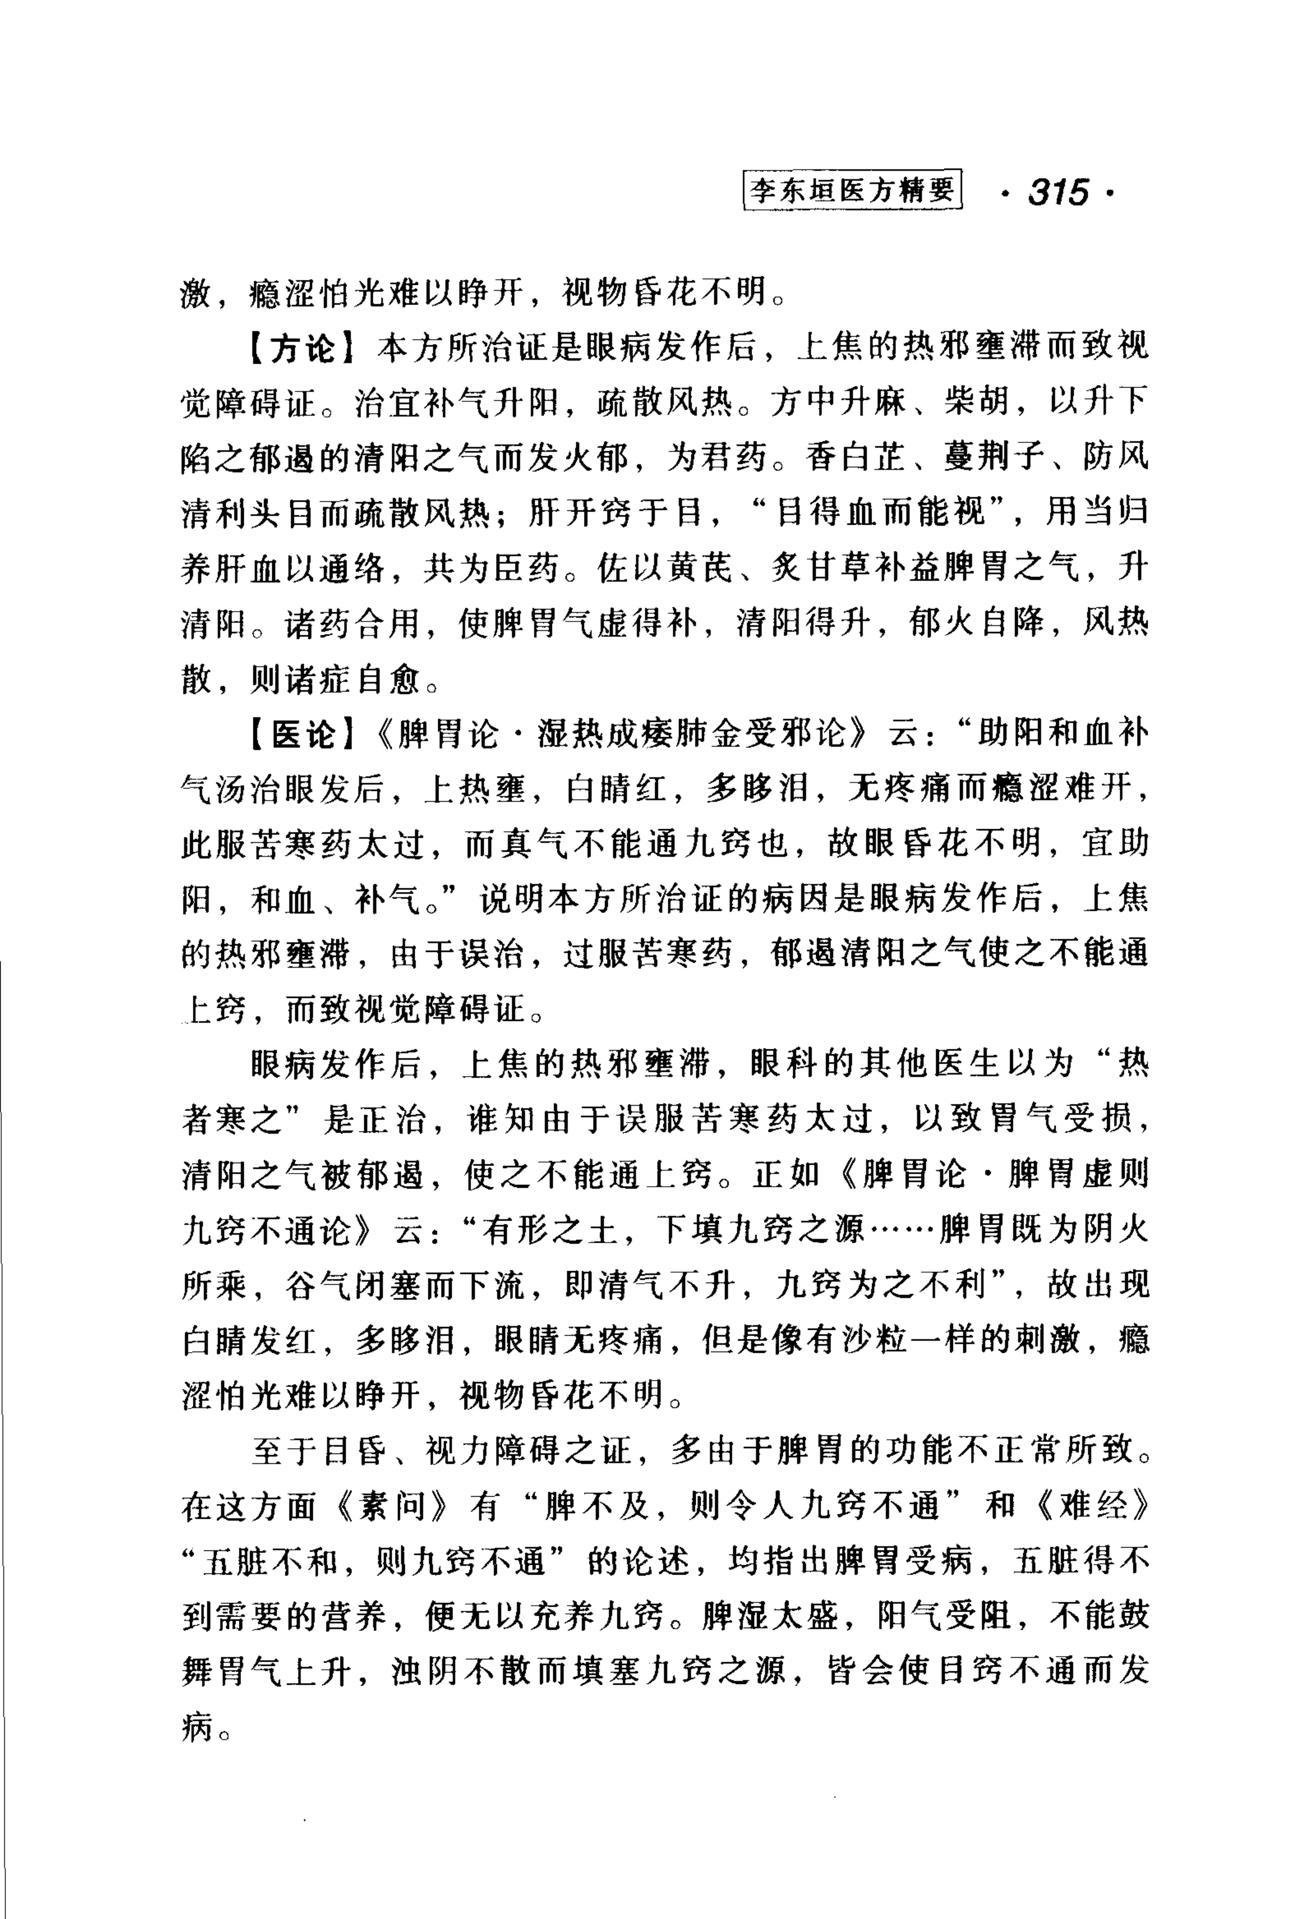 李东垣医方精要 ·315·
激，瘾涩怕光难以睁开，视物昏花不明。
【方论】本方所治证是眼病发作后，上焦的热邪壅滞而致视
觉障碍证。治宜补气升阳，疏散风热。方中升麻、柴胡，以升下
陷之郁遏的清阳之气而发火郁，为君药。香白芷、蔓荆子、防风
清利头目而疏散风热；肝开窍于目，“目得血而能视”，用当归
养肝血以通络，共为臣药。佐以黄芪、炙甘草补益脾胃之气，升
清阳。诸药合用，使脾胃气虚得补，清阳得升，郁火自降，风热
散，则诸症自愈。
【医论】《脾胃论·湿热成痿肺金受邪论》云：“助阳和血补
气汤治眼发后，上热壅，白睛红，多眵泪，无疼痛而瘾涩难开，
此服苦寒药太过，而真气不能通九窍也，故眼昏花不明，宜助
阳，和血、补气。”说明本方所治证的病因是眼病发作后，上焦
的热邪壅滞，由于误治，过服苦寒药，郁遏清阳之气使之不能通
上窍，而致视觉障碍证。
眼病发作后，上焦的热邪壅滞，眼科的其他医生以为“热
者寒之”是正治，谁知由于误服苦寒药太过，以致胃气受损，
清阳之气被郁遏，使之不能通上窍。正如《脾胃论·脾胃虚则
九窍不通论》云：“有形之土，下填九窍之源……脾胃既为阴火
所乘，谷气闭塞而下流，即清气不升，九窍为之不利”，故出现
白睛发红，多眵泪，眼睛无疼痛，但是像有沙粒一样的刺激，瘾
涩怕光难以睁开，视物昏花不明。
至于目昏、视力障碍之证，多由于脾胃的功能不正常所致。
在这方面《素问》有“脾不及，则令人九窍不通”和《难经》
“五脏不和，则九窍不通”的论述，均指出脾胃受病，五脏得不
到需要的营养，便无以充养九窍。脾湿太盛，阳气受阻，不能鼓
舞胃气上升，浊阴不散而填塞九窍之源，皆会使目窍不通而发
病。